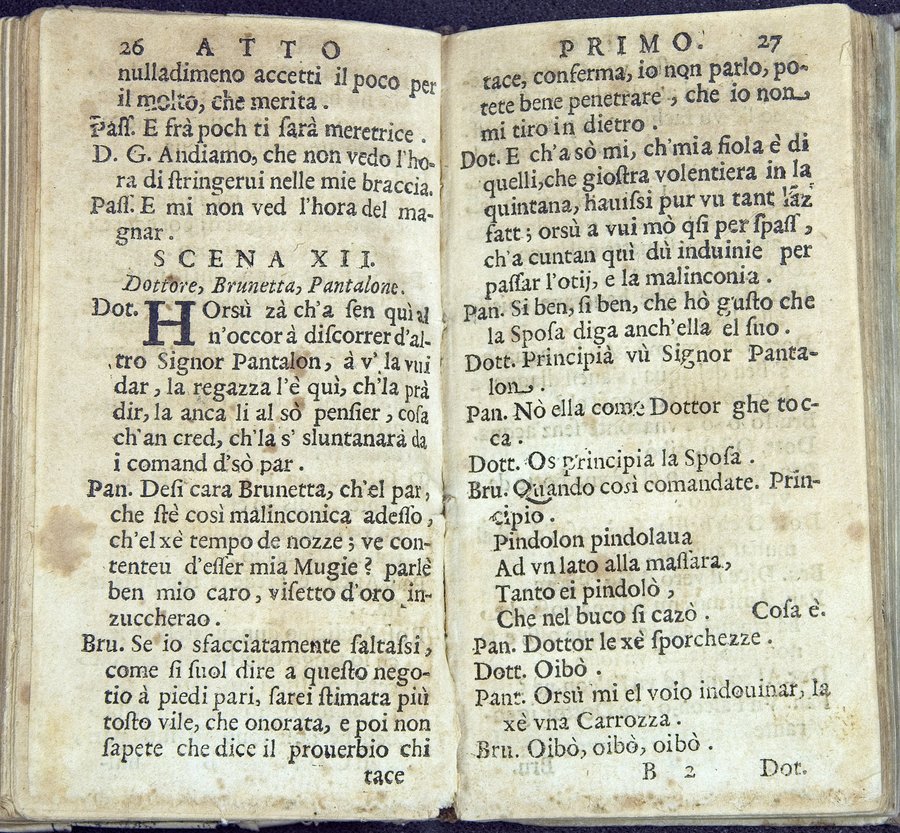 26 ATTO
nulladimeno accetti il poco per
il molto, che merita.
Paſſ. E frà poch ti ſarà meretrice.
D. G. Andiamo, che non vedo l'ho-
ra di ſtringerui nelle mie braccia.
Paſſ. E mi non ved l'hora del ma-
gnar.
SCENA XII.
Dottore, Brunetta, Pantalone.
Dot. HOrsù zà ch'a ſen quì al
n'occor à diſcorrer d'al-
tro Signor Pantalon, à v' la vui
dar, la regazza l'è quì, ch'la prà
dir, la anca li al sò penſier, coſa
ch'an cred, ch'la s' sluntanarà da
i comand d'sò par.
Pan. Deſi cara Brunetta, ch'el par,
che ſtè così malinconica adeſſo,
ch'el xè tempo de nozze; ve con-
tenteu d'eſſer mia Mugie? parlè
ben mio caro, viſetto d'oro in-
zuccherao.
Bru. Se io sfacciatamente ſaltaſſi,
come ſi ſuol dire a queſto nego-
tio à piedi pari, ſarei ſtimata più
toſto vile, che onorata, e poi non
ſapete che dice il prouerbio chi
tace
PRIMO. 27
tace, conferma, io non parlo, po-
tete bene penetrare, che io non
mi tiro in dietro.
Dot. E ch'a sò mi, ch'mia fiola è di
quelli, che gioſtra volentiera in la
quintana, hauiſsi pur vu tant làz
fatt; orsù a vui mò qſi per ſpaſſ,
ch'a cuntan quì dù induinie per
paſſar l'otij, e la malinconia.
Pan. Si ben, ſi ben, che hò guſto che
la Spoſa diga anch'ella el ſuo.
Dott. Principià vù Signor Panta-
lon.
Pan. Nò ella come Dottor ghe toc-
ca.
Dott. Os principia la Spoſa.
Bru. Quando così comandate. Prin-
cipio.
Pindolon pindolaua
Ad vn lato alla maſſara,
Tanto ei pindolò,
Che nel buco ſi cazò. Coſa è.
Pan. Dottor le xè ſporchezze.
Dott. Oibò.
Pant. Orsù mi el voio indouinar, la
xè vna Carrozza.
Bru. Oibò, oibò, oibò.
B 2 Dot.